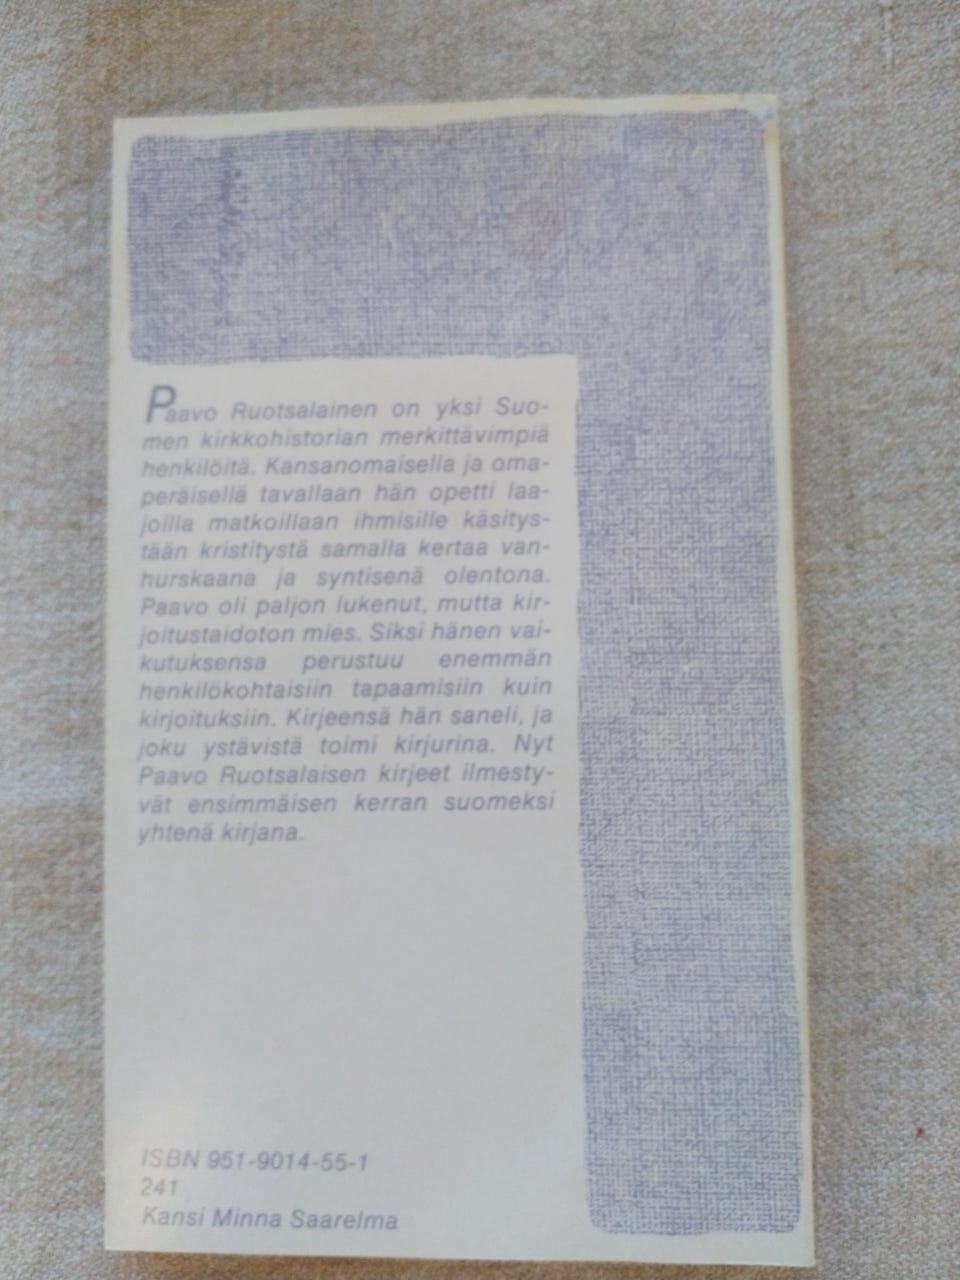 Paavo Ruotsalainen on yksi Suo-
men kirkkohistorian merkittävimpiä
henkilöitä. Kansanomaisella ja oma-
peräisellä tavallaan hän opetti laa-
joilla matkoillaan ihmisille käsitys-
tään kristitystä samalla kertaa van-
hurskaana ja syntisenä olentona.
Paavo oli paljon lukenut, mutta kir-
joitustaidoton mies. Siksi hänen vai-
kutuksensa perustuu enemmän
henkilökohtaisiin tapaamisiin kuin
kirjoituksiin. Kirjeensä hän saneli, ja
joku ystävistä toimi kirjurina. Nyt
Paavo Ruotsalaisen kirjeet ilmesty-
vät ensimmäisen kerran suomeksi
yhtenä kirjana.
ISBN 951-9014-55-1
241
Kansi Minna Saarelma